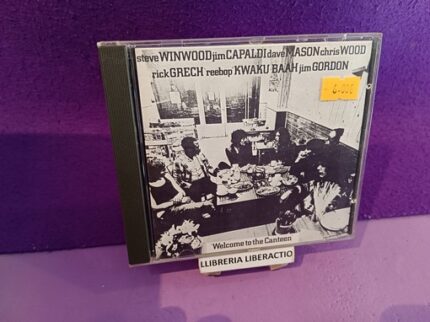 steve WINWOOD jim CAPALDI dave MASON chris WOOD
rick GRECH reebop KWAKU BAAH jim GORDON
Welcome to the Canteen
LLIBRERIA LIBERACTIO